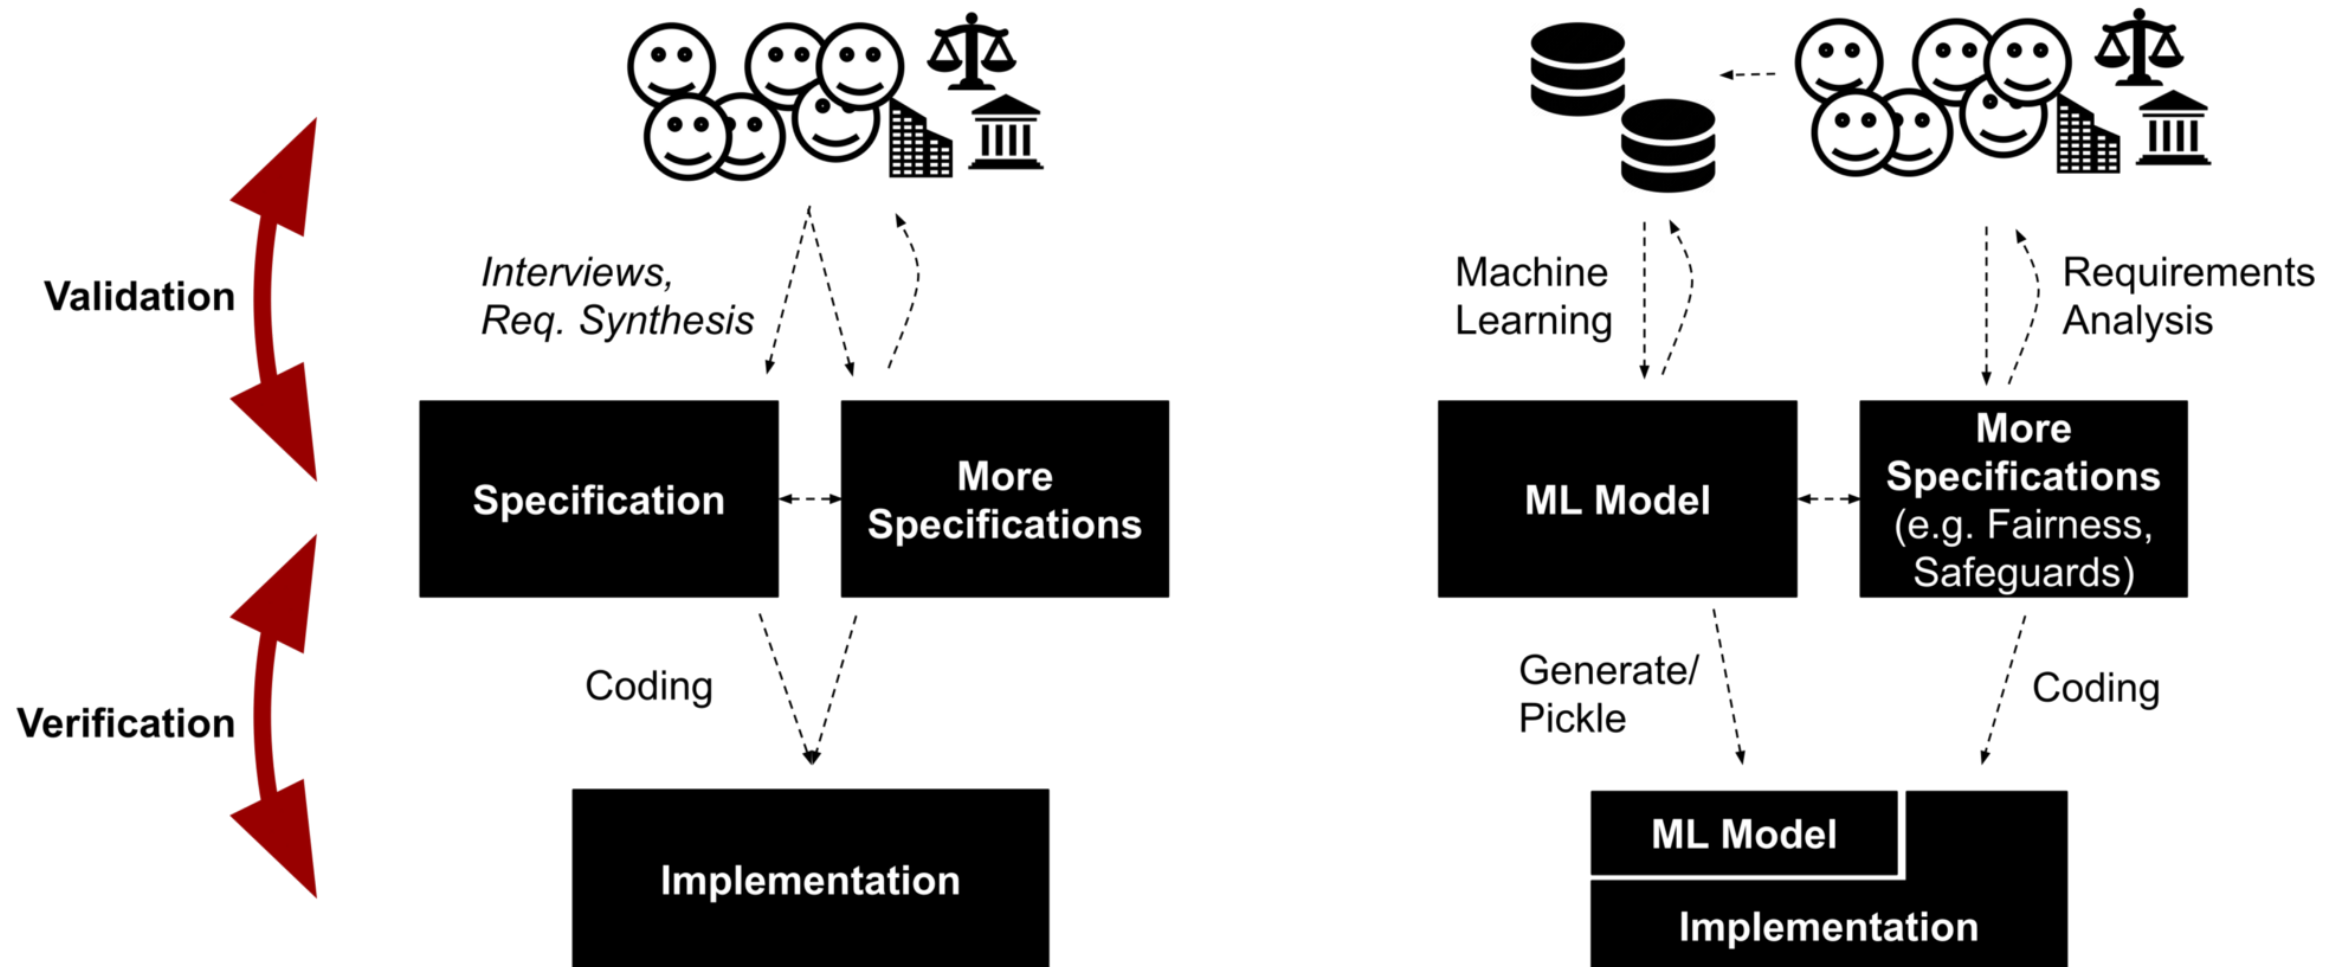 Validation
Interviews,
Req. Synthesis
Specification
More
Specifications
Verification
Coding
Implementation
Machine
Learning
Requirements
Analysis
ML Model
More
Specifications
(e.g. Fairness,
Safeguards)
Generate/
Pickle
Coding
ML Model
Implementation